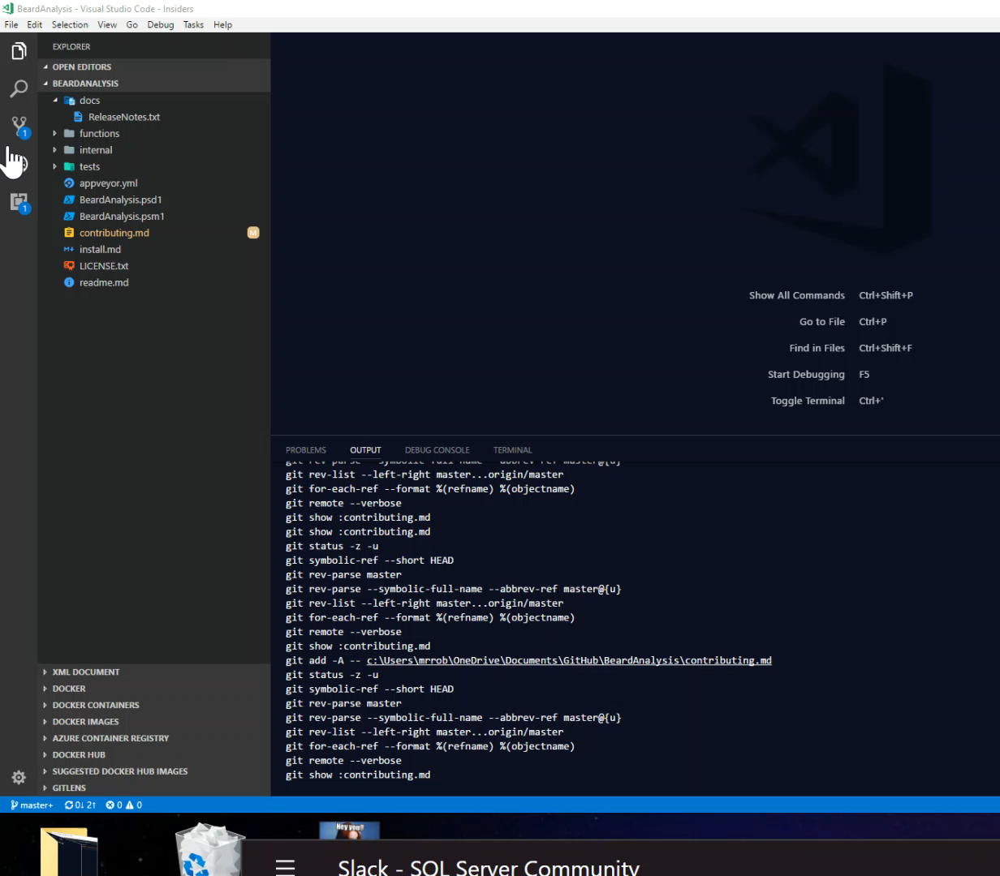 BeardAnalysis - Visual Studio Code - Insiders
File Edit Selection View Go Debug Tasks Help
EXPLORER
OPEN EDITORS
BEARDANALYSIS
docs
ReleaseNotes.txt
functions
1
internal
tests
appveyor.yml
BeardAnalysis.psd1
1
BeardAnalysis.psm1
contributing.md M
M↓ install.md
LICENSE.txt
readme.md
Show All Commands Ctrl+Shift+P
Go to File Ctrl+P
Find in Files Ctrl+Shift+F
Start Debugging F5
Toggle Terminal Ctrl+'
PROBLEMS OUTPUT DEBUG CONSOLE TERMINAL
git rev-parse --symbolic-full-name --abbrev-ref master@{u}
git rev-list --left-right master...origin/master
git for-each-ref --format %(refname) %(objectname)
git remote --verbose
git show :contributing.md
git show :contributing.md
git status -z -u
git symbolic-ref --short HEAD
git rev-parse master
git rev-parse --symbolic-full-name --abbrev-ref master@{u}
git rev-list --left-right master...origin/master
git for-each-ref --format %(refname) %(objectname)
git remote --verbose
git show :contributing.md
git add -A -- c:\Users\mrrob\OneDrive\Documents\GitHub\BeardAnalysis\contributing.md
git status -z -u
git symbolic-ref --short HEAD
git rev-parse master
git rev-parse --symbolic-full-name --abbrev-ref master@{u}
git rev-list --left-right master...origin/master
git for-each-ref --format %(refname) %(objectname)
git remote --verbose
git show :contributing.md
XML DOCUMENT
DOCKER
DOCKER CONTAINERS
DOCKER IMAGES
AZURE CONTAINER REGISTRY
DOCKER HUB
SUGGESTED DOCKER HUB IMAGES
GITLENS
master+ 0↓ 2↑ 0 0
Hey you!!
Slack - SQL Server Community